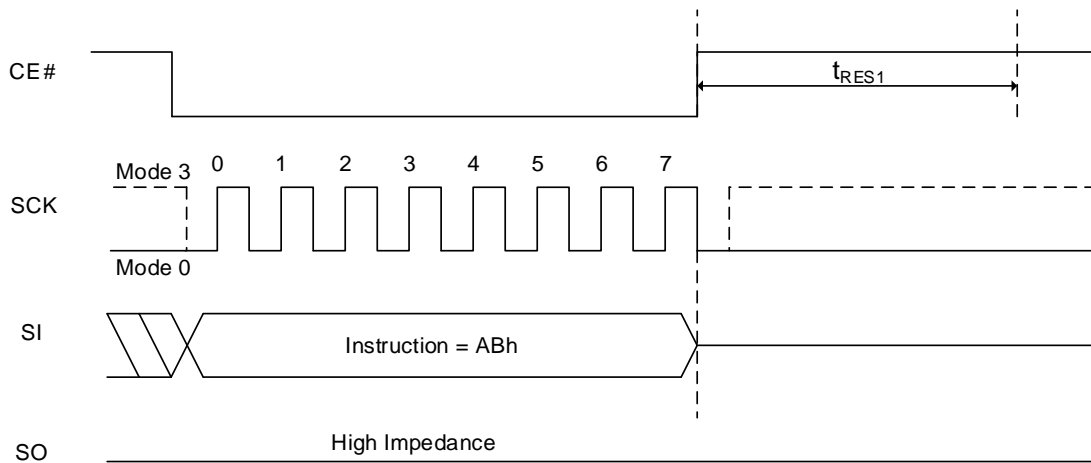 CE#
tRES1
Mode 3
0 1 2 3 4 5 6 7
SCK
Mode 0
SI
Instruction = ABh
SO
High Impedance